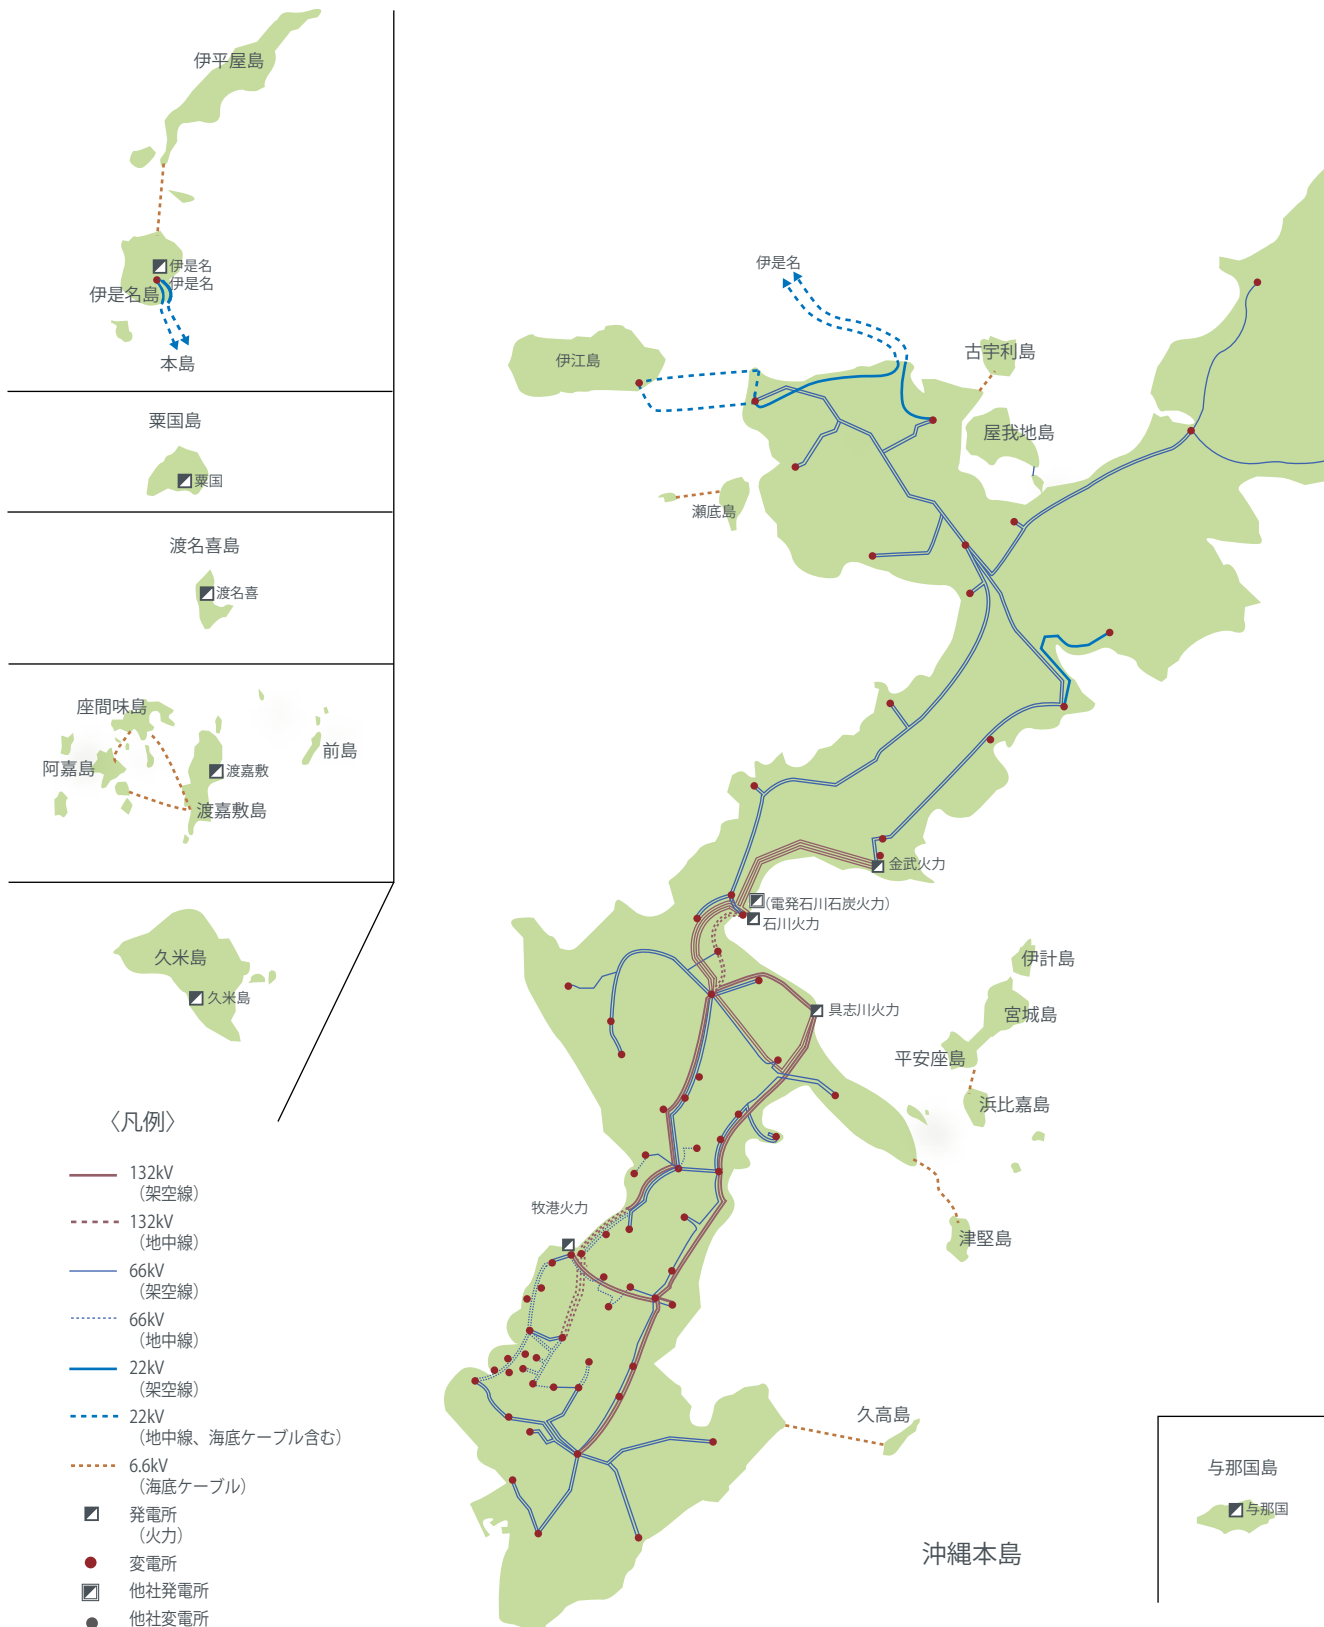 伊平屋島
伊是名
伊是名
伊是名島
本島
粟国島
粟国
渡名喜島
渡名喜
座間味島
阿嘉島
渡嘉敷
渡嘉敷島
前島
久米島
久米島
伊是名
伊江島
古宇利島
屋我地島
瀬底島
金武火力
(電発石川石炭火力)
石川火力
具志川火力
伊計島
宮城島
平安座島
浜比嘉島
津堅島
牧港火力
久高島
沖縄本島
与那国島
与那国
〈凡例〉
132kV
(架空線)
132kV
(地中線)
66kV
(架空線)
66kV
(地中線)
22kV
(架空線)
22kV
(地中線、海底ケーブル含む)
6.6kV
(海底ケーブル)
発電所
(火力)
変電所
他社発電所
他社変電所